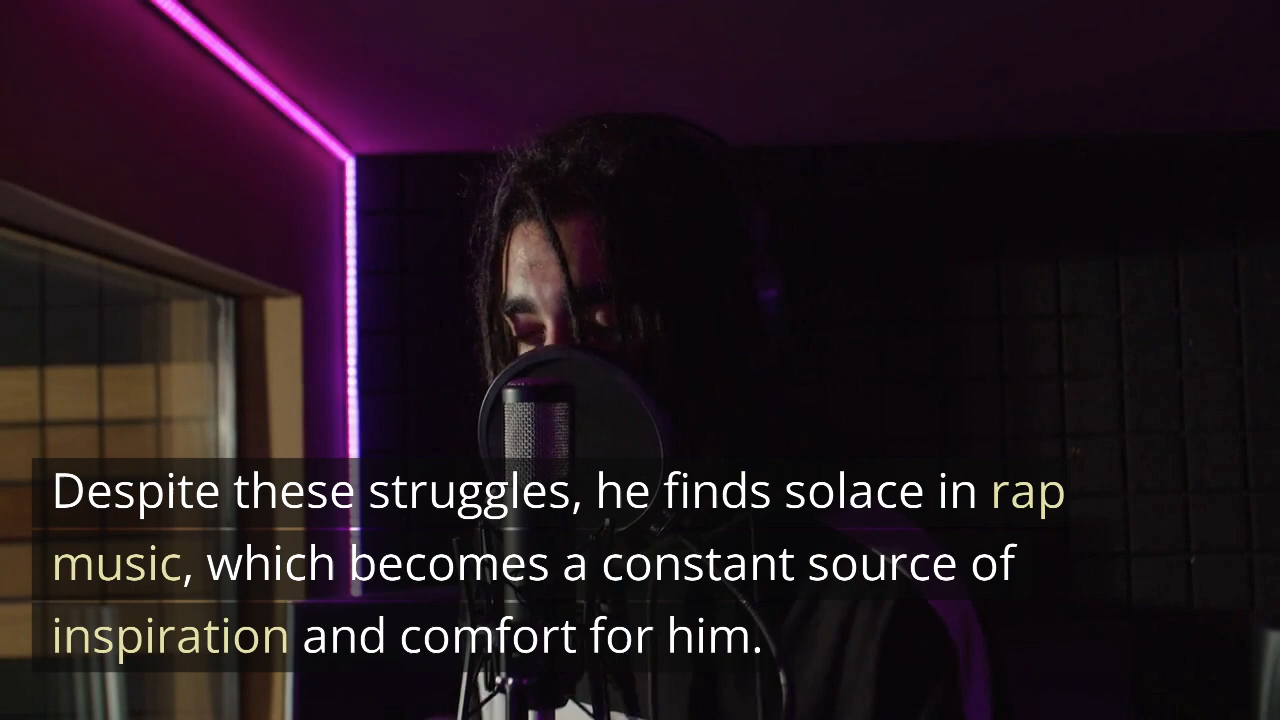 Despite these struggles, he finds solace in rap
music, which becomes a constant source of
inspiration and comfort for him.